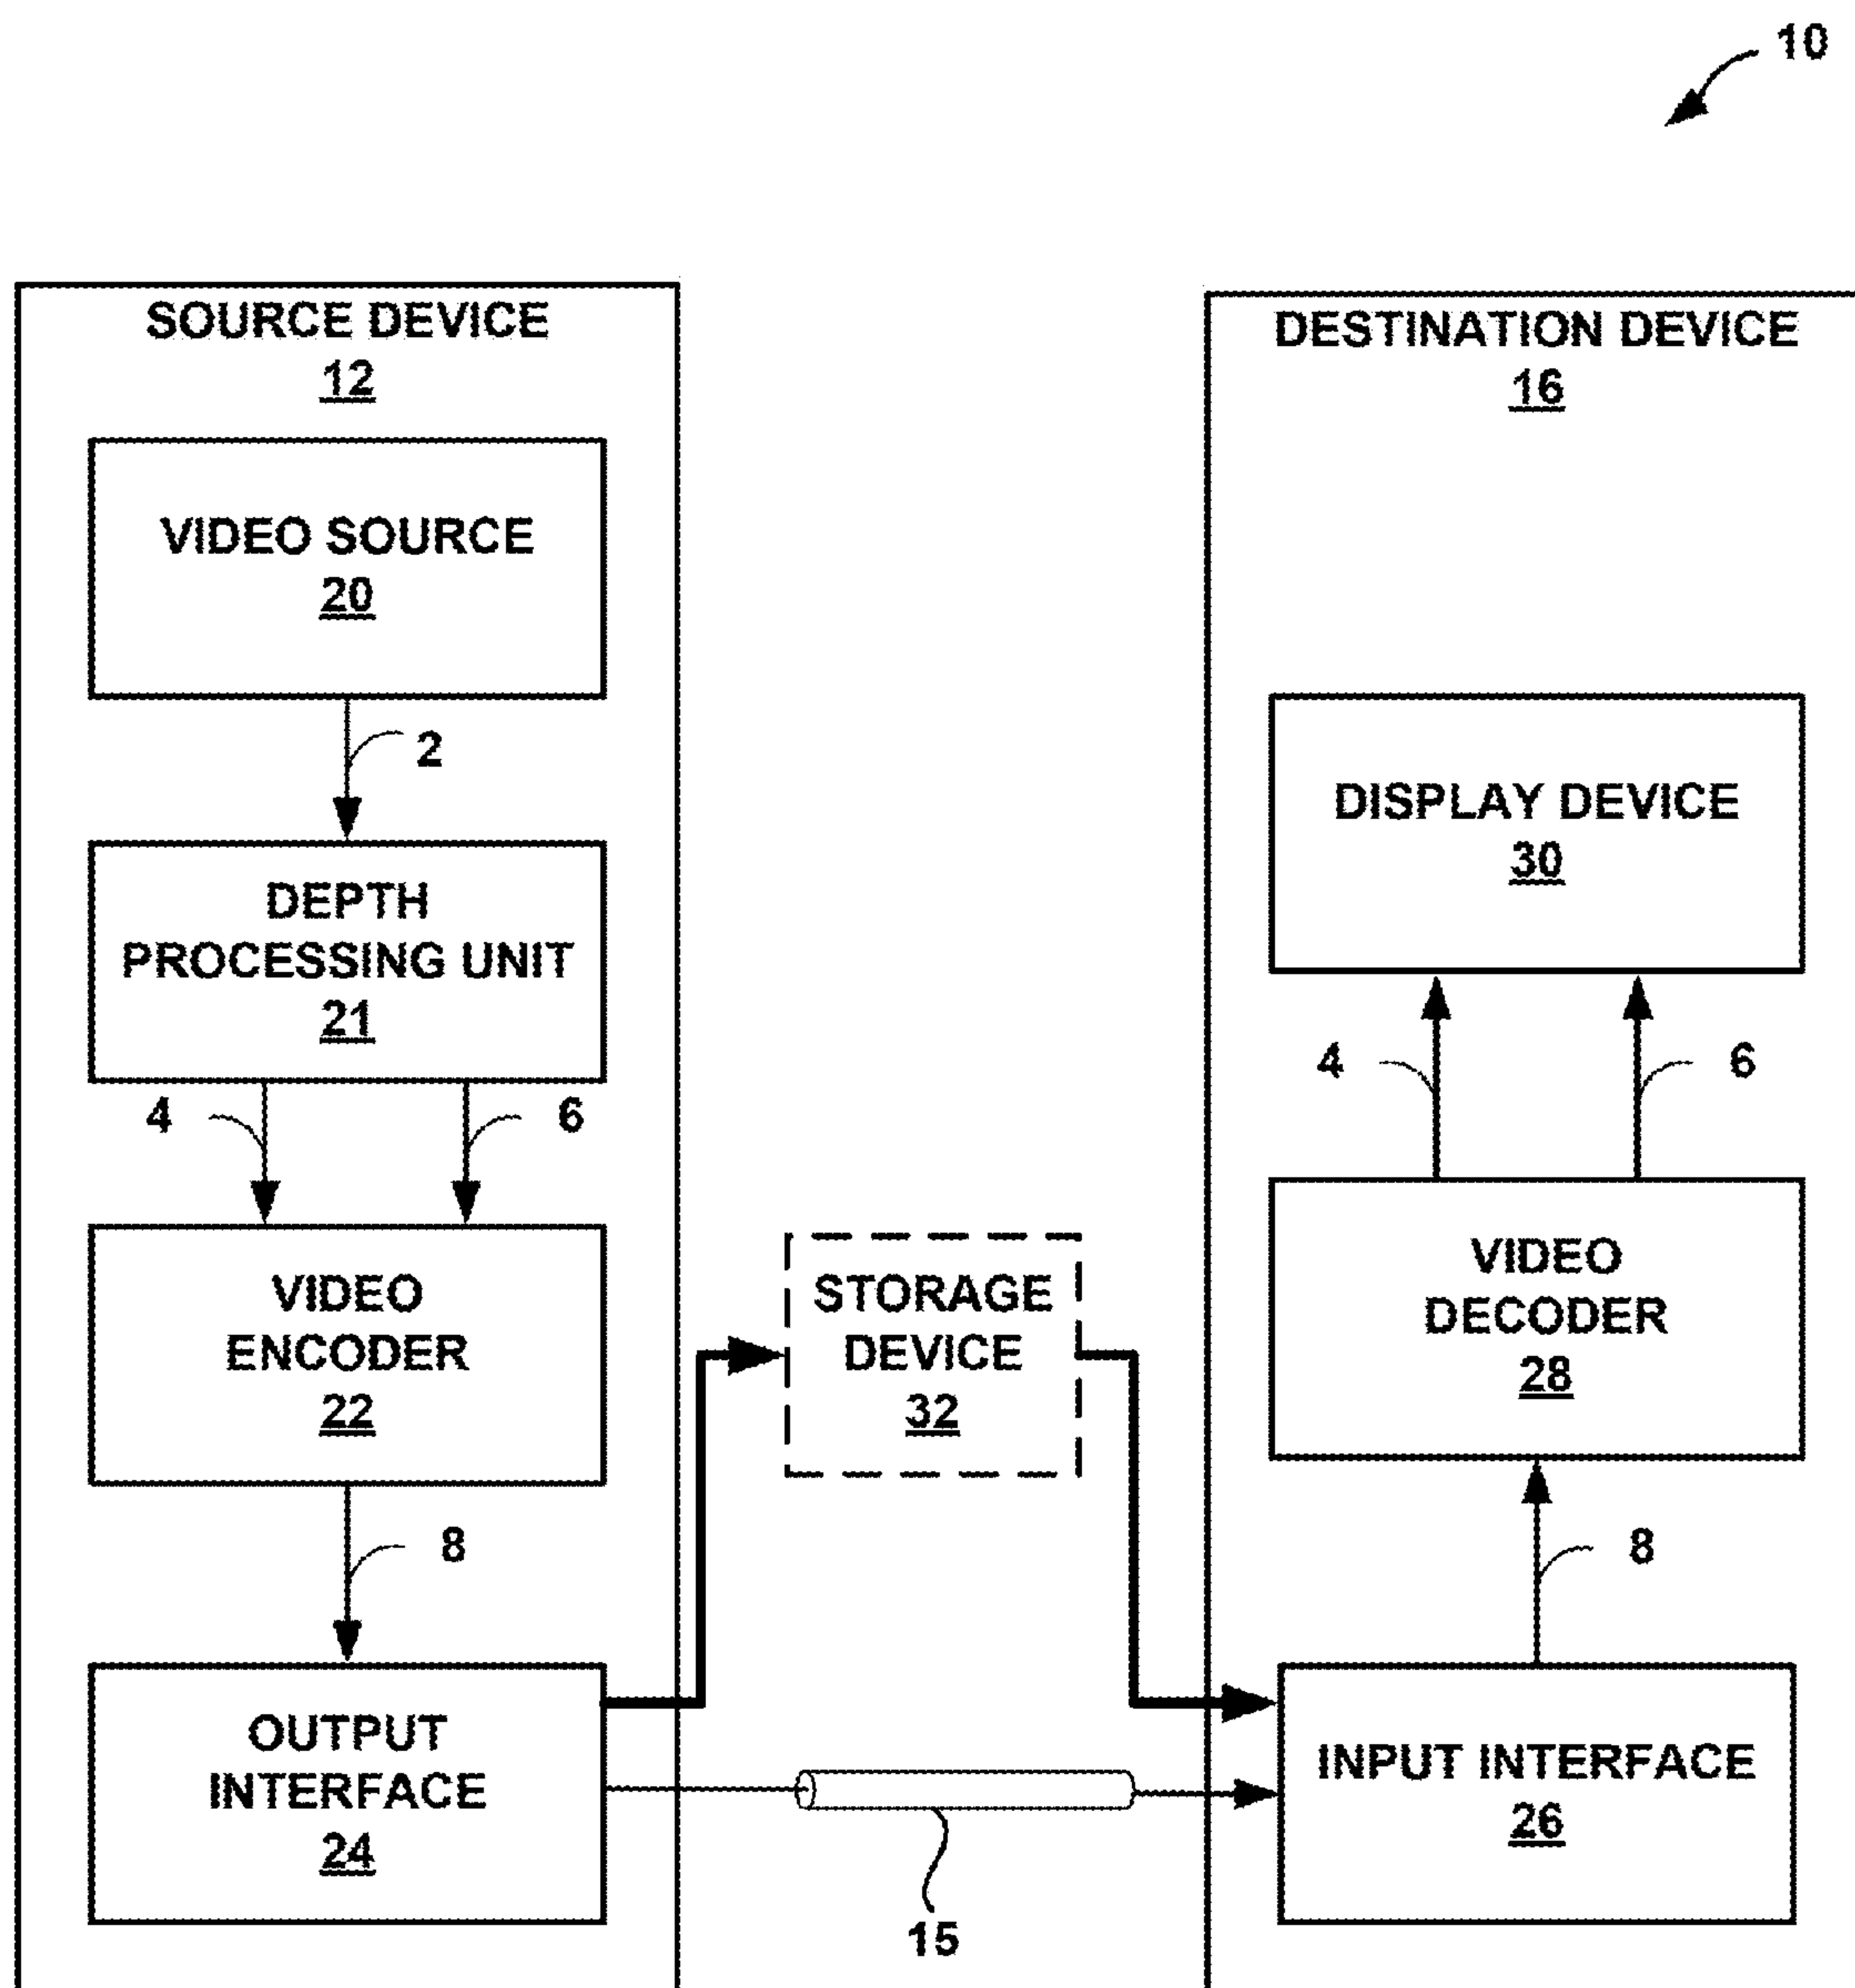 10
SOURCE DEVICE
12
VIDEO SOURCE
20
2
DEPTH
PROCESSING UNIT
21
4
6
VIDEO
ENCODER
22
8
OUTPUT
INTERFACE
24
STORAGE
DEVICE
32
15
DESTINATION DEVICE
16
DISPLAY DEVICE
30
4
6
VIDEO
DECODER
28
8
INPUT INTERFACE
26